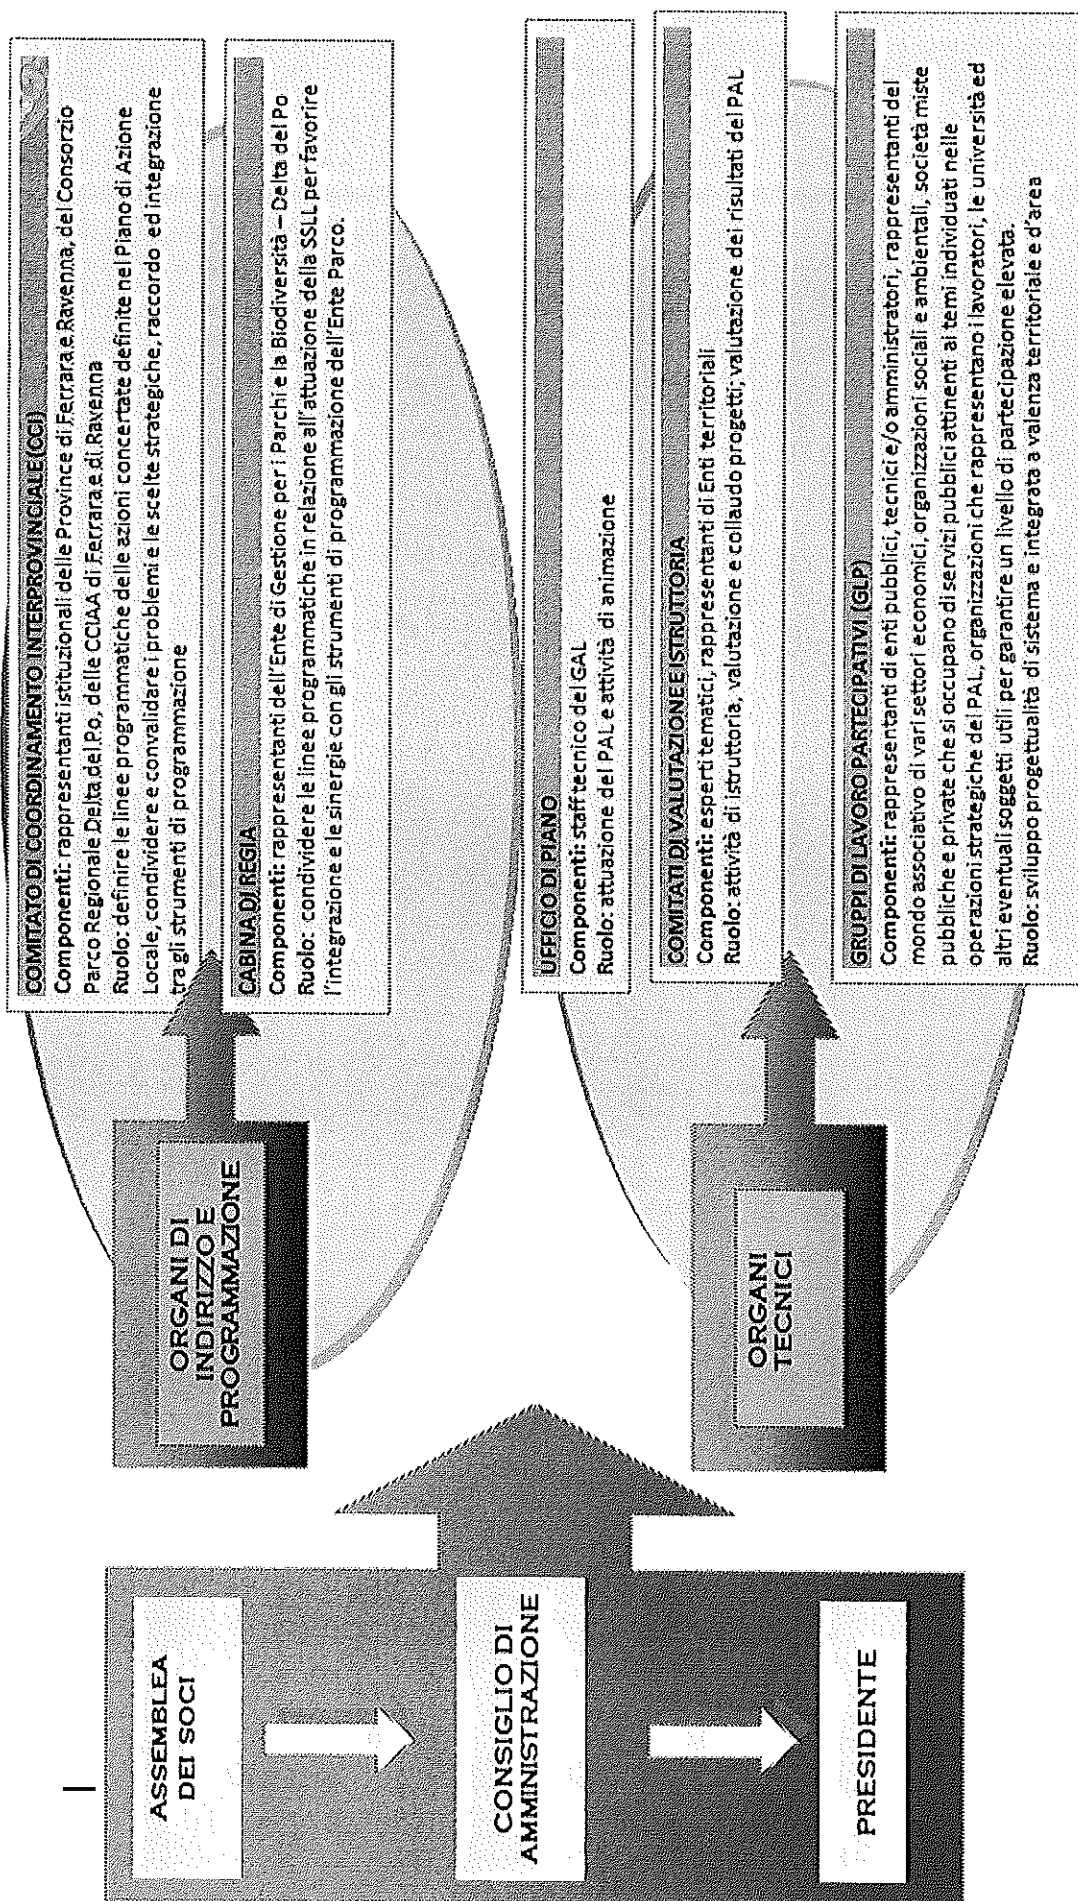 ASSEMBLEA
DEI SOCI
CONSIGLIO DI
AMMINISTRAZIONE
PRESIDENTE
ORGANI DI
INDIRIZZO E
PROGRAMMAZIONE
COMITATO DI COORDINAMENTO INTERPROVINCIALE (CCI)
Componenti: rappresentanti istituzionali delle Province di Ferrara e Ravenna, del Consorzio
Parco Regionale Delta del Po, delle CCIAA di Ferrara e di Ravenna
Ruolo: definire le linee programmatiche delle azioni concertate definite nel Piano di Azione
Locale, condividere e convalidare i problemi e le scelte strategiche, raccordo ed integrazione
tra gli strumenti di programmazione
CABINA DI REGIA
Componenti: rappresentanti dell'Ente di Gestione per i Parchi e la Biodiversità – Delta del Po
Ruolo: condividere le linee programmatiche in relazione all'attuazione della SSLL per favorire
l'integrazione e le sinergie con gli strumenti di programmazione dell'Ente Parco.
ORGANI
TECNICI
UFFICIO DI PIANO
Componenti: staff tecnico del GAL
Ruolo: attuazione del PAL e attività di animazione
COMITATI DI VALUTAZIONE E ISTRUTTORIA
Componenti: esperti tematici, rappresentanti di Enti territoriali
Ruolo: attività di istruttoria, valutazione e collaudo progetti; valutazione dei risultati del PAL
GRUPPI DI LAVORO PARTECIPATIVI (GLP)
Componenti: rappresentanti di enti pubblici, tecnici e/o amministratori, rappresentanti del
mondo associativo di vari settori economici, organizzazioni sociali e ambientali, società miste
pubbliche e private che si occupano di servizi pubblici attinenti ai temi individuati nelle
operazioni strategiche del PAL, organizzazioni che rappresentano i lavoratori, le università ed
altri eventuali soggetti utili per garantire un livello di partecipazione elevata.
Ruolo: sviluppo progettualità di sistema e integrata a valenza territoriale e d'area